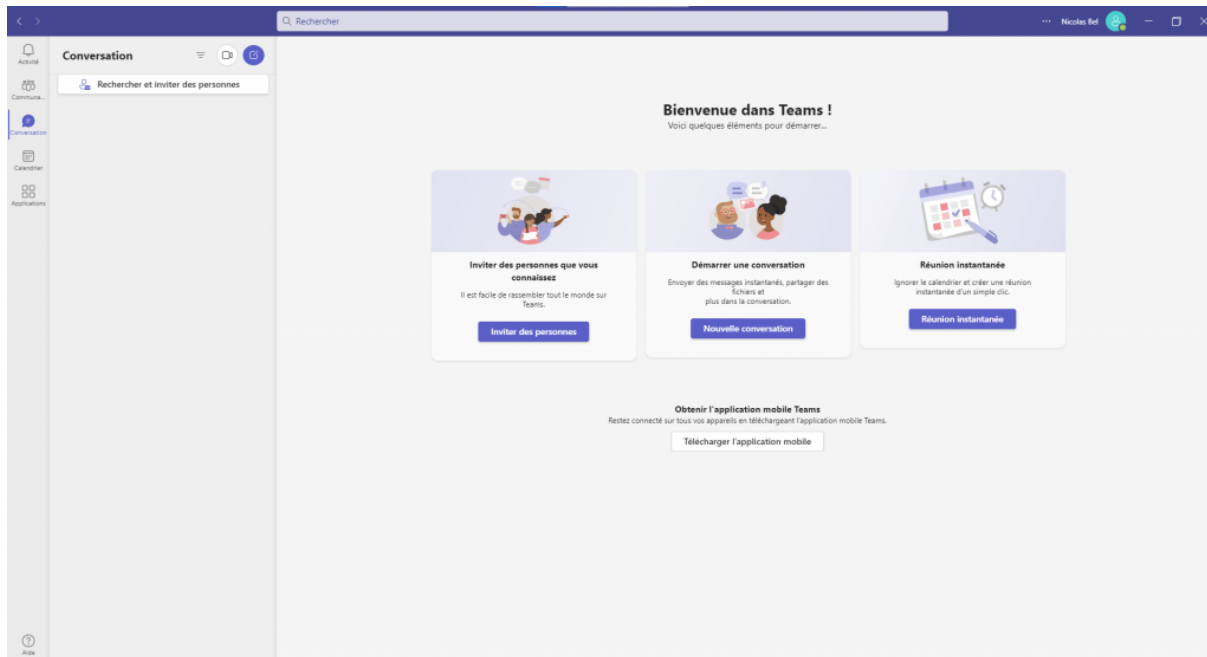 Rechercher
Nicolas Bel
Activité
Communa...
Conversation
Calendrier
Applications
Aide
Conversation
Rechercher et inviter des personnes
Bienvenue dans Teams !
Voici quelques éléments pour démarrer...
Inviter des personnes que vous
connaissez
Il est facile de rassembler tout le monde sur
Teams.
Inviter des personnes
Démarrer une conversation
Envoyer des messages instantanés, partager des
fichiers et
plus dans la conversation.
Nouvelle conversation
Réunion instantanée
Ignorer le calendrier et créer une réunion
instantanée d'un simple clic.
Réunion instantanée
Obtenir l'application mobile Teams
Restez connecté sur tous vos appareils en téléchargeant l'application mobile Teams.
Télécharger l'application mobile